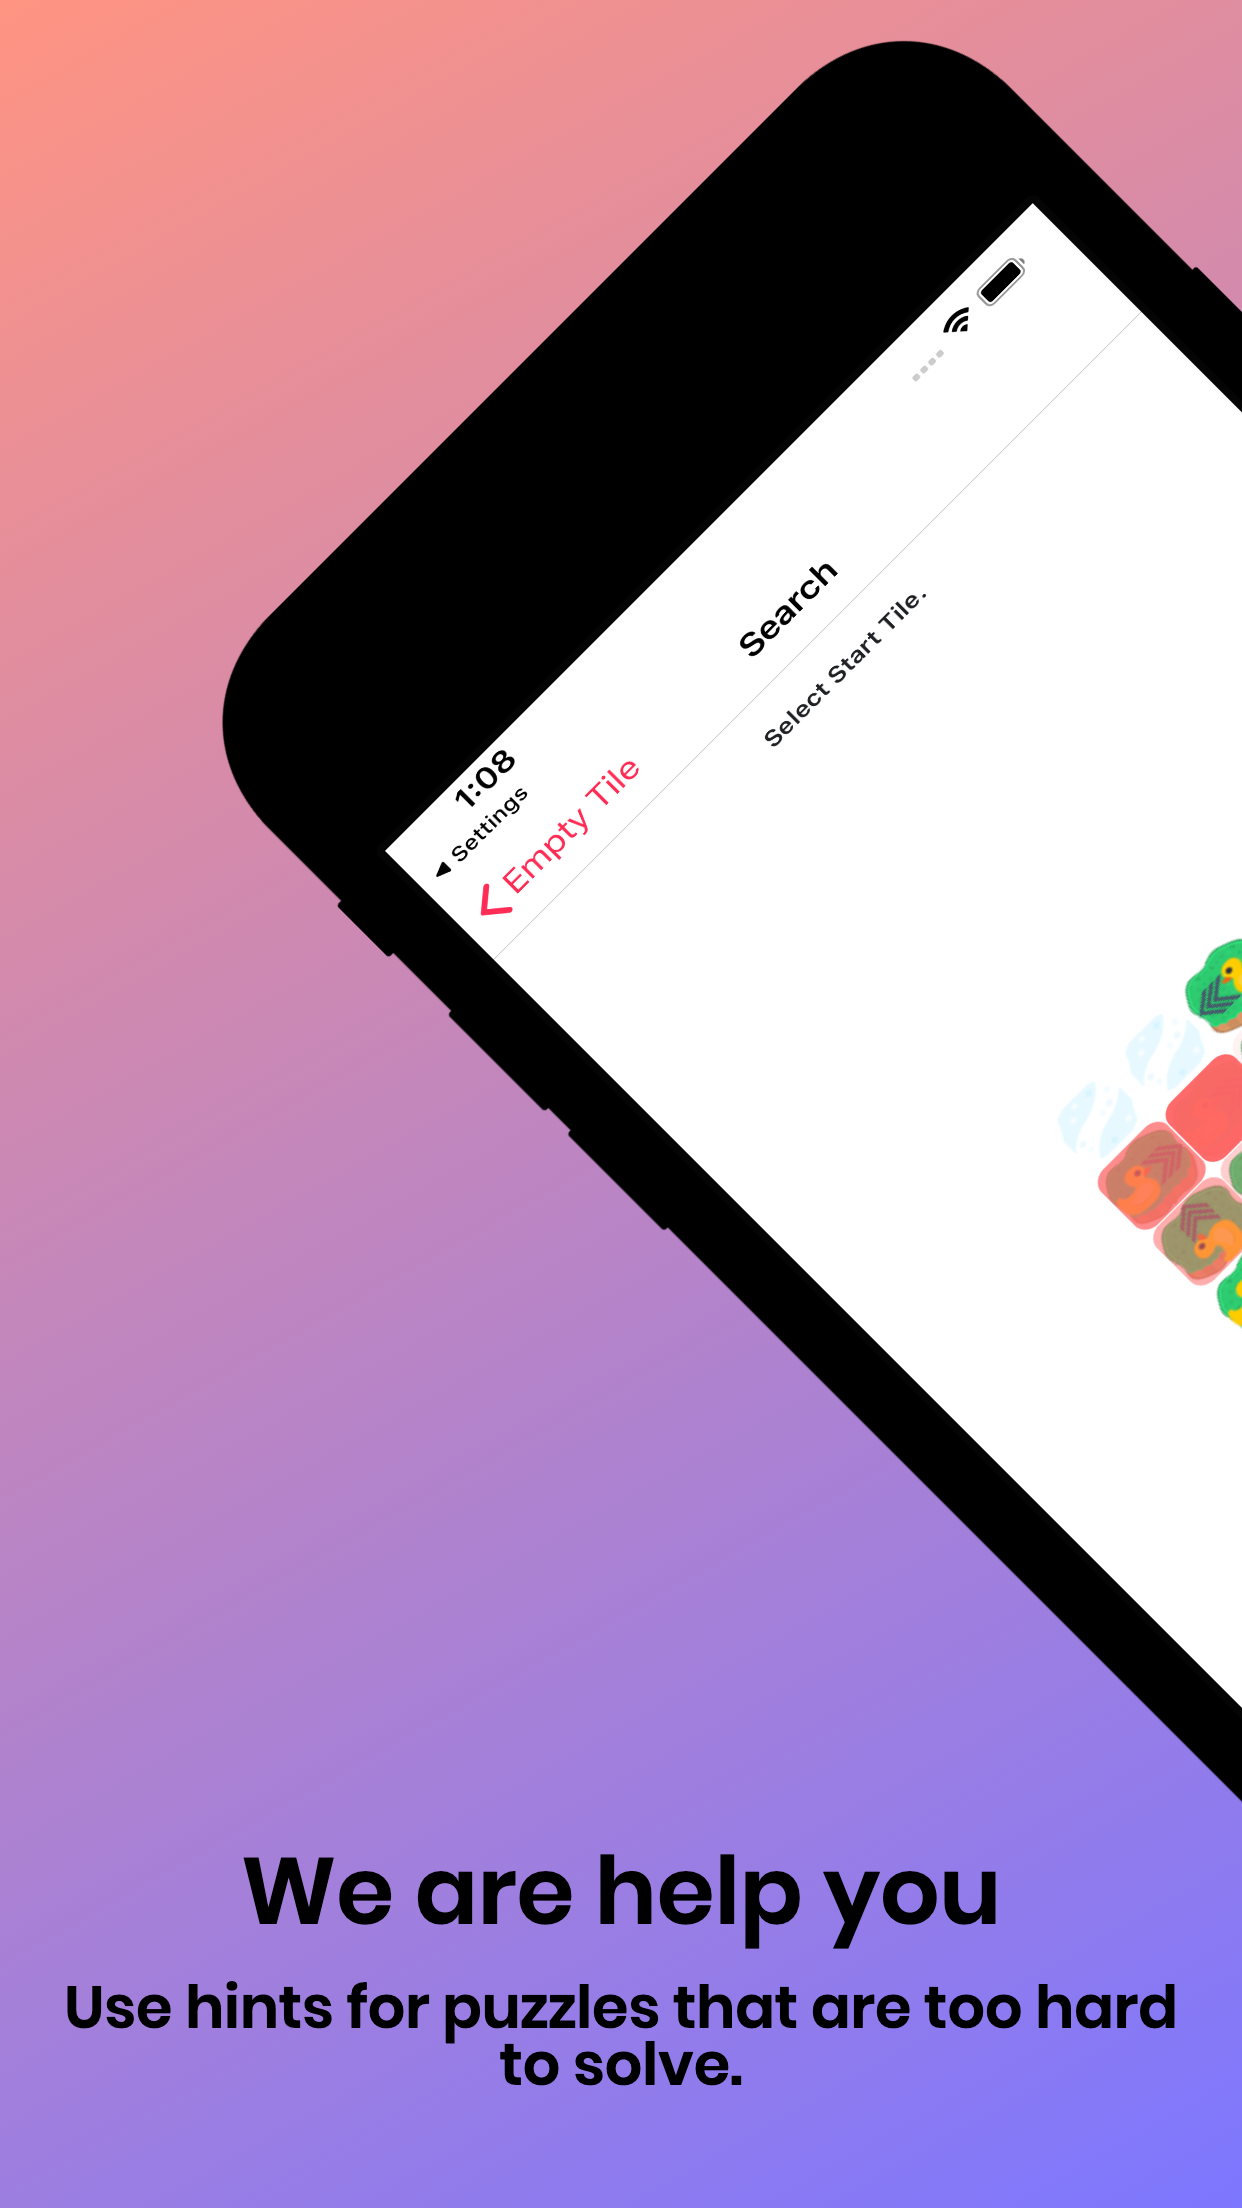 1:08
Settings
Empty Tile
Search
Select Start Tile.
We are help you
Use hints for puzzles that are too hard
to solve.